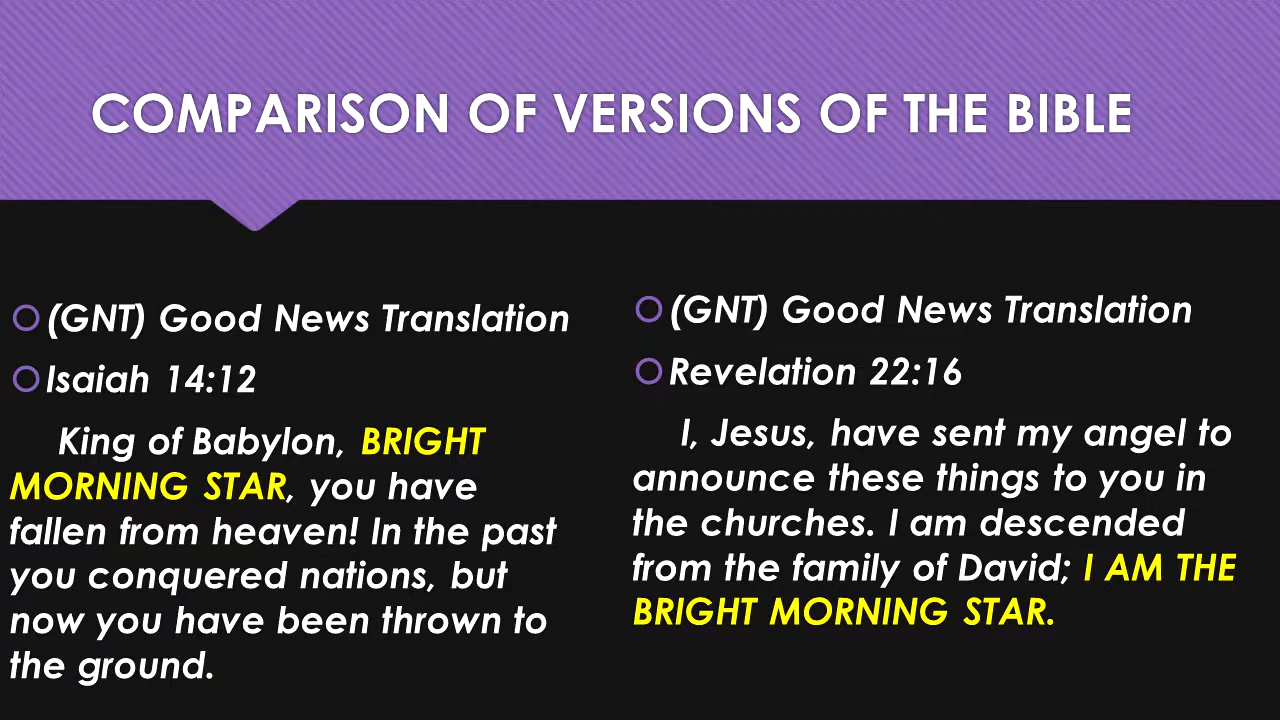 COMPARISON OF VERSIONS OF THE BIBLE
(GNT) Good News Translation
Isaiah 14:12
King of Babylon, BRIGHT
MORNING STAR, you have
fallen from heaven! In the past
you conquered nations, but
now you have been thrown to
the ground.
(GNT) Good News Translation
Revelation 22:16
I, Jesus, have sent my angel to
announce these things to you in
the churches. I am descended
from the family of David; I AM THE
BRIGHT MORNING STAR.